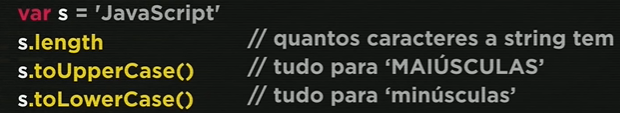 var s = 'JavaScript'
s.length // quantos caracteres a string tem
s.toUpperCase() // tudo para ‘MAIÚSCULAS’
s.toLowerCase() // tudo para ‘minúsculas’